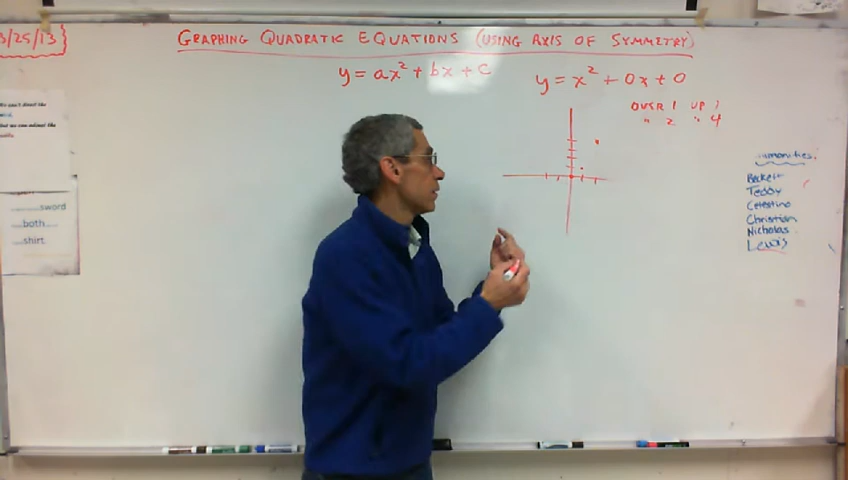 3/25/13}
GRAPHING QUADRATIC EQUATIONS (USING AXIS OF SYMMETRY)
y = ax² + bx + c
y = x² + 0x + 0
OVER 1 UP 1
" 2 " 4
Humanities
Beckett
Teddy
Celestino
Christian
Nicholas
Lewis
sword
both
shirt